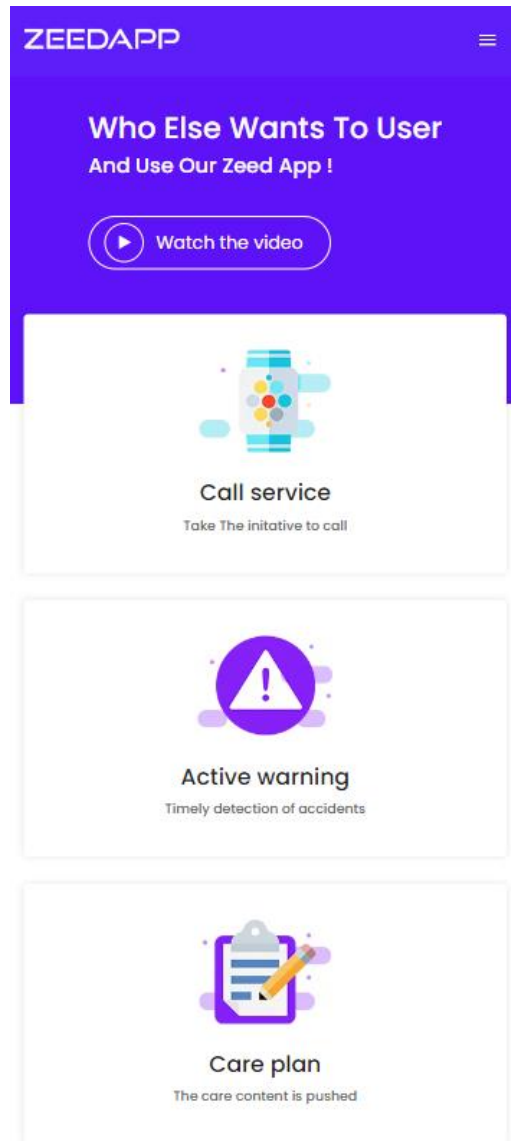 ZEEDAPP
Who Else Wants To User
And Use Our Zeed App !
Watch the video
Call service
Take The initative to call
Active warning
Timely detection of accidents
Care plan
The care content is pushed